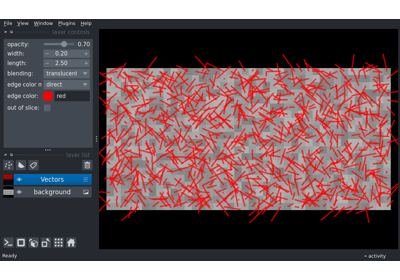 File View Window Plugins Help
layer controls
opacity: 0.70
width: 0.20
length: 2.50
blending: translucent
edge color m direct
edge color: red
out of slice:
layer list
Vectors
background
Ready
activity